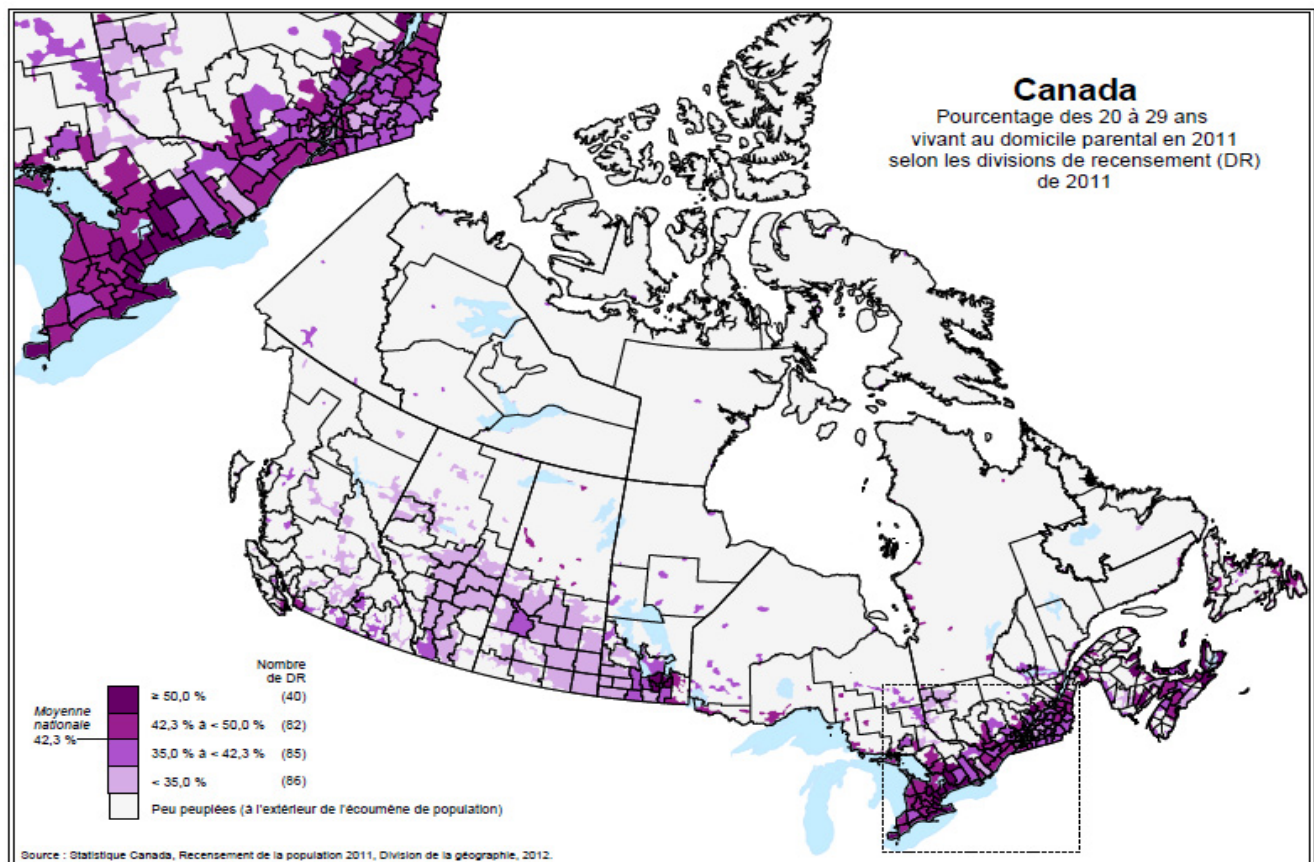 Canada
Pourcentage des 20 à 29 ans
vivant au domicile parental en 2011
selon les divisions de recensement (DR)
de 2011
Nombre
de DR
≥ 50,0 % (40)
Moyenne
nationale
42,3 %
42,3 % à < 50,0 % (82)
35,0 % à < 42,3 % (85)
< 35,0 % (86)
Peu peuplées (à l'extérieur de l'écoumène de population)
Source : Statistique Canada, Recensement de la population 2011, Division de la géographie, 2012.